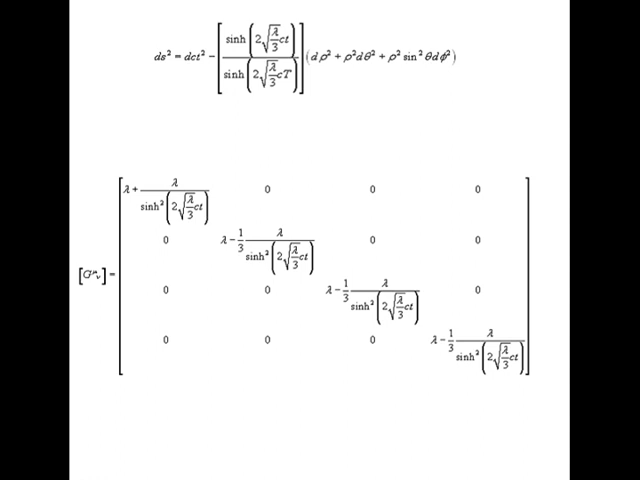 ds² = dct² − [ sinh(2√(λ/3)ct) / sinh(2√(λ/3)cT) ] (dρ² + ρ²dθ² + ρ² sin² θdϕ²)
λ + λ / sinh²(2√(λ/3)ct) 0 0 0
0 λ − 1/3 λ / sinh²(2√(λ/3)ct) 0 0
[G^μ_ν] =
0 0 λ − 1/3 λ / sinh²(2√(λ/3)ct) 0
0 0 0 λ − 1/3 λ / sinh²(2√(λ/3)ct)